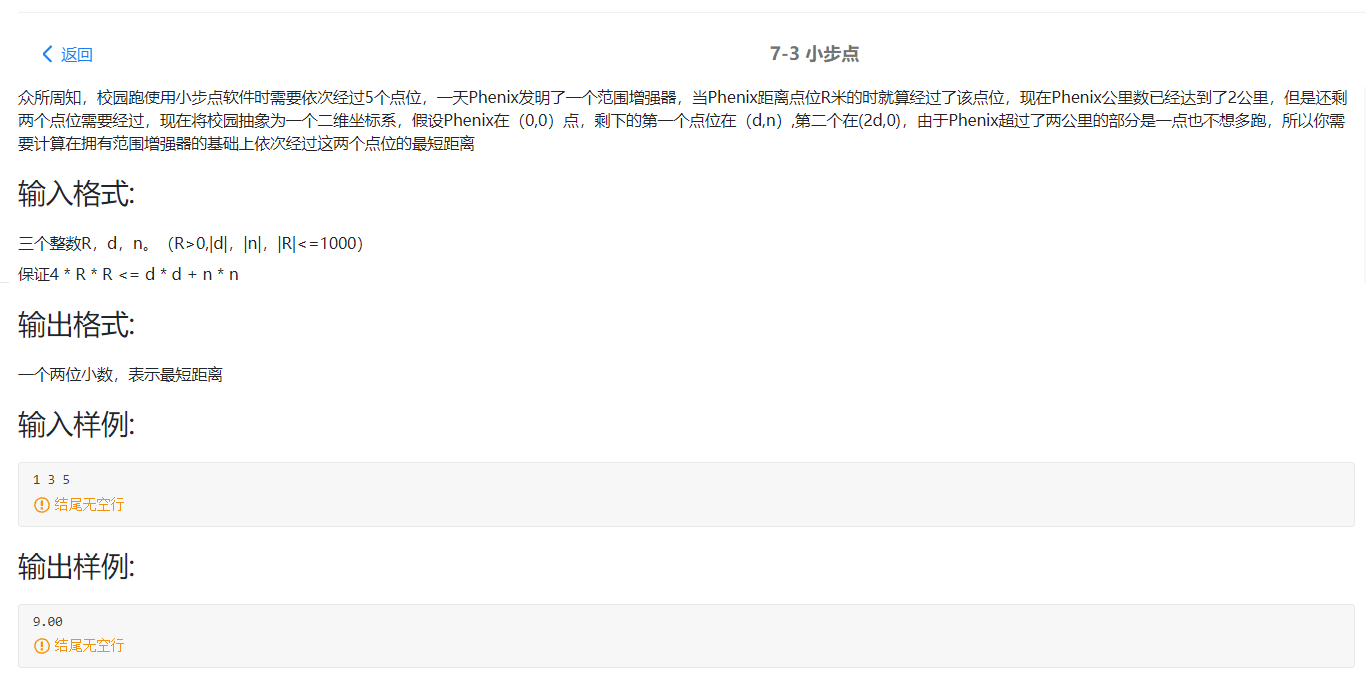 返回
7-3 小步点
众所周知，校园跑使用小步点软件时需要依次经过5个点位，一天Phenix发明了一个范围增强器，当Phenix距离点位R米的时就算经过了该点位，现在Phenix公里数已经达到了2公里，但是还剩
两个点位需要经过，现在将校园抽象为一个二维坐标系，假设Phenix在（0,0）点，剩下的第一个点位在（d,n）,第二个在(2d,0)，由于Phenix超过了两公里的部分是一点也不想多跑，所以你需
要计算在拥有范围增强器的基础上依次经过这两个点位的最短距离
输入格式:
三个整数R，d，n。（R>0,|d|，|n|，|R|<=1000）
保证4 * R * R <= d * d + n * n
输出格式:
一个两位小数，表示最短距离
输入样例:
1 3 5
结尾无空行
输出样例:
9.00
结尾无空行